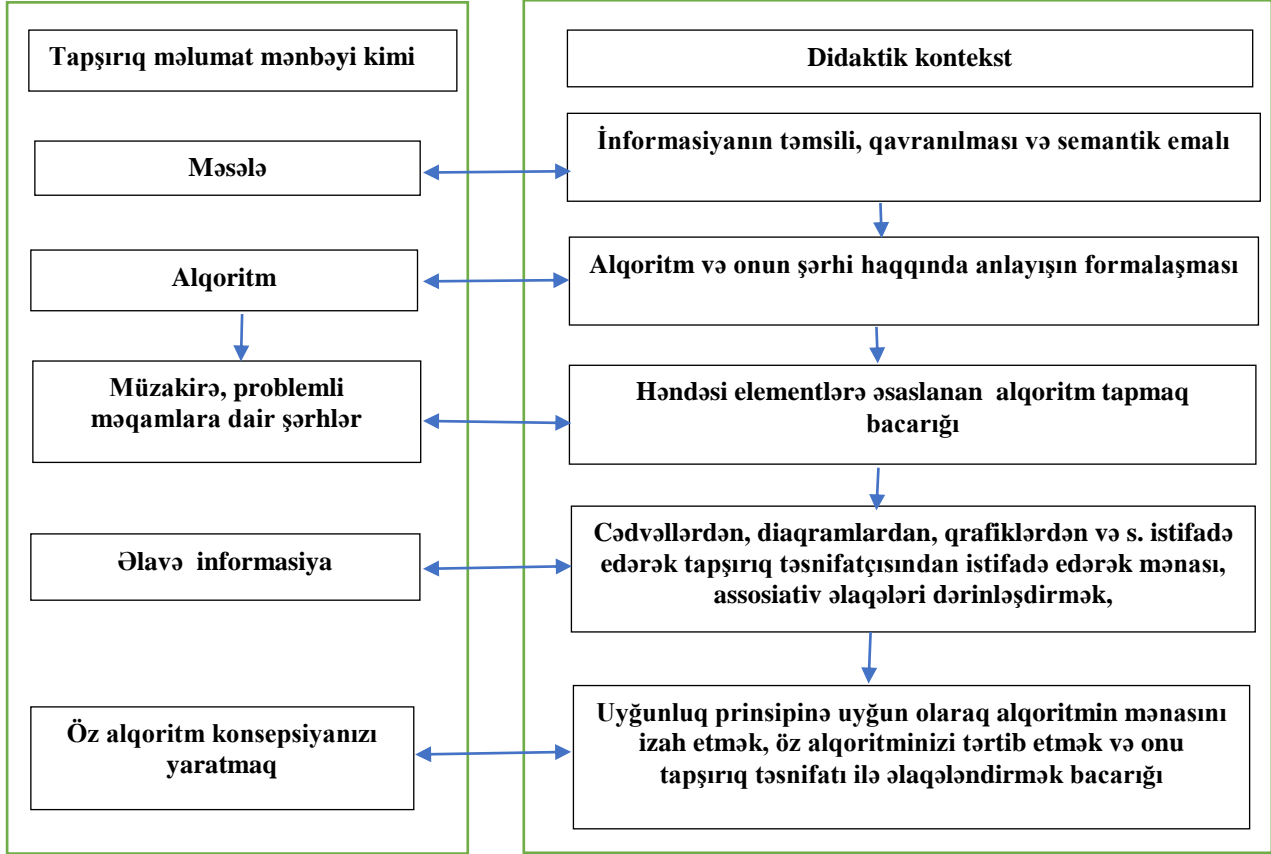 Tapşırıq məlumat mənbəyi kimi
Didaktik kontekst
Məsələ
İnformasiyanın təmsili, qavranılması və semantik emalı
Alqoritm
Alqoritm və onun şərhi haqqında anlayışın formalaşması
Müzakirə, problemli
məqamlara dair şərhlər
Həndəsi elementlərə əsaslanan alqoritm tapmaq
bacarığı
Əlavə informasiya
Cədvəllərdən, diaqramlardan, qrafiklərdən və s. istifadə
edərək tapşırıq təsnifatçısından istifadə edərək mənası,
assosiativ əlaqələri dərinləşdirmək,
Öz alqoritm konsepsiyanızı
yaratmaq
Uyğunluq prinsipinə uyğun olaraq alqoritmin mənasını
izah etmək, öz alqoritminizi tərtib etmək və onu
tapşırıq təsnifatı ilə əlaqələndirmək bacarığı